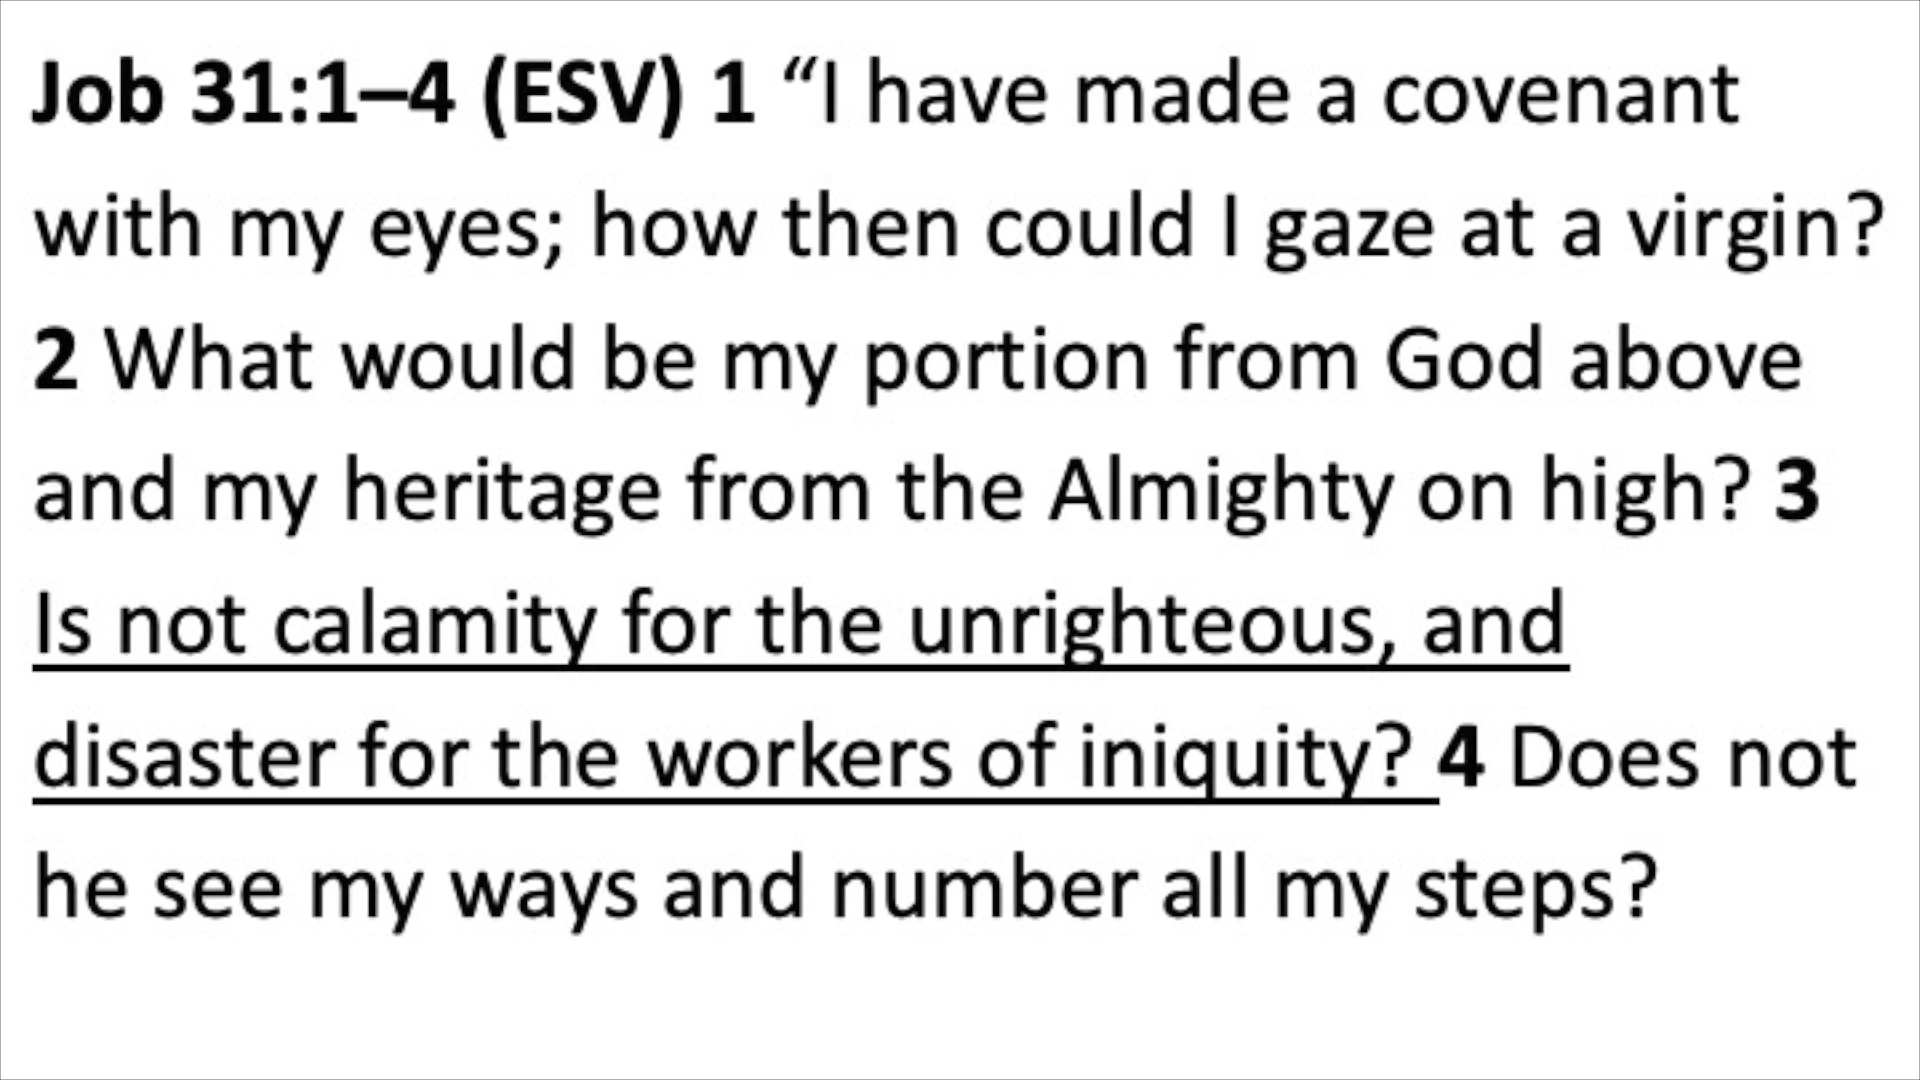 Job 31:1–4 (ESV) 1 “I have made a covenant
with my eyes; how then could I gaze at a virgin?
2 What would be my portion from God above
and my heritage from the Almighty on high? 3
Is not calamity for the unrighteous, and
disaster for the workers of iniquity? 4 Does not
he see my ways and number all my steps?